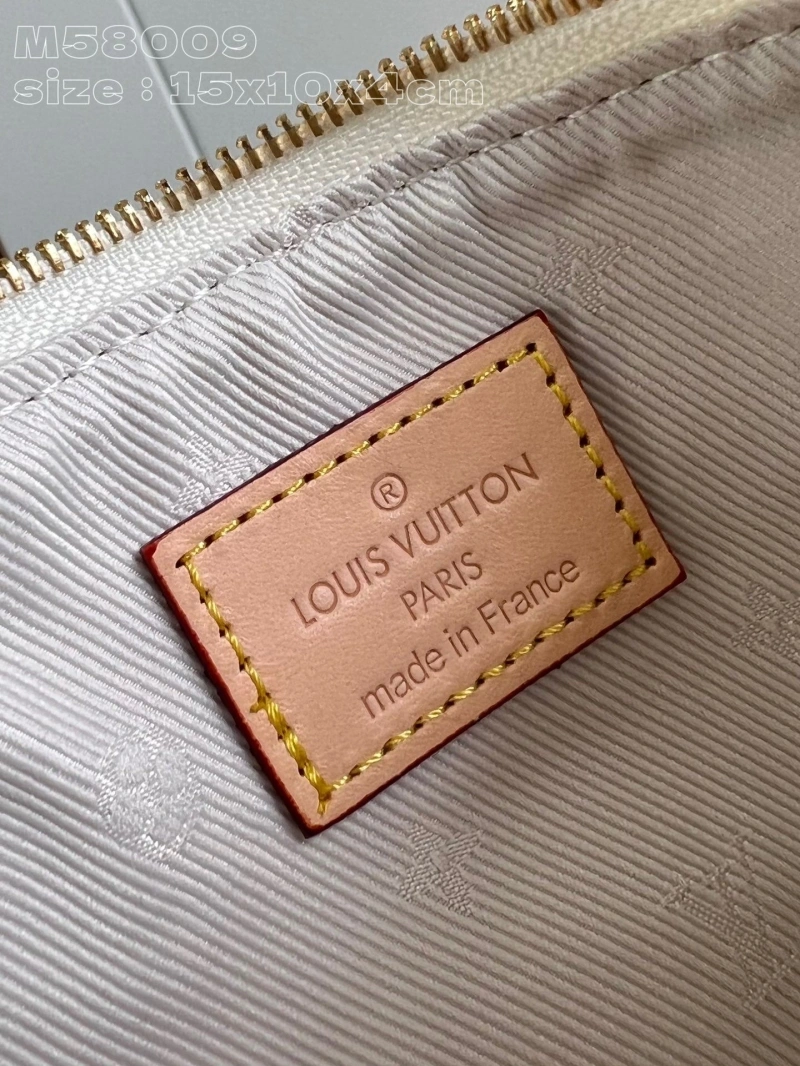 M58009
size : 15x10x4cm
®
LOUIS VUITTON
PARIS
made in France